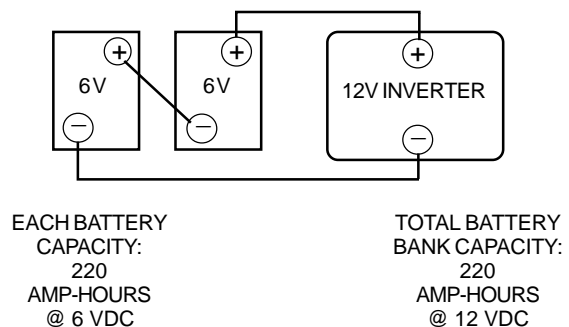 +
+
+
6V
6V
12V INVERTER
−
−
−
EACH BATTERY
CAPACITY:
220
AMP-HOURS
@ 6 VDC
TOTAL BATTERY
BANK CAPACITY:
220
AMP-HOURS
@ 12 VDC